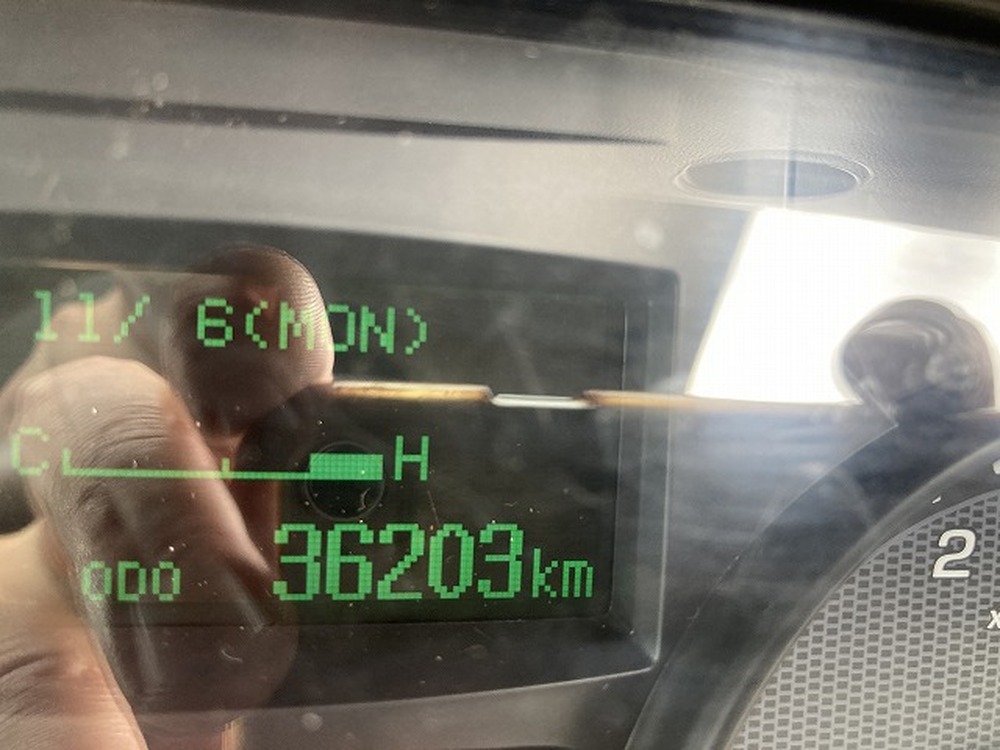 11/ 6(MON)
C H
ODO 36203km
2
x